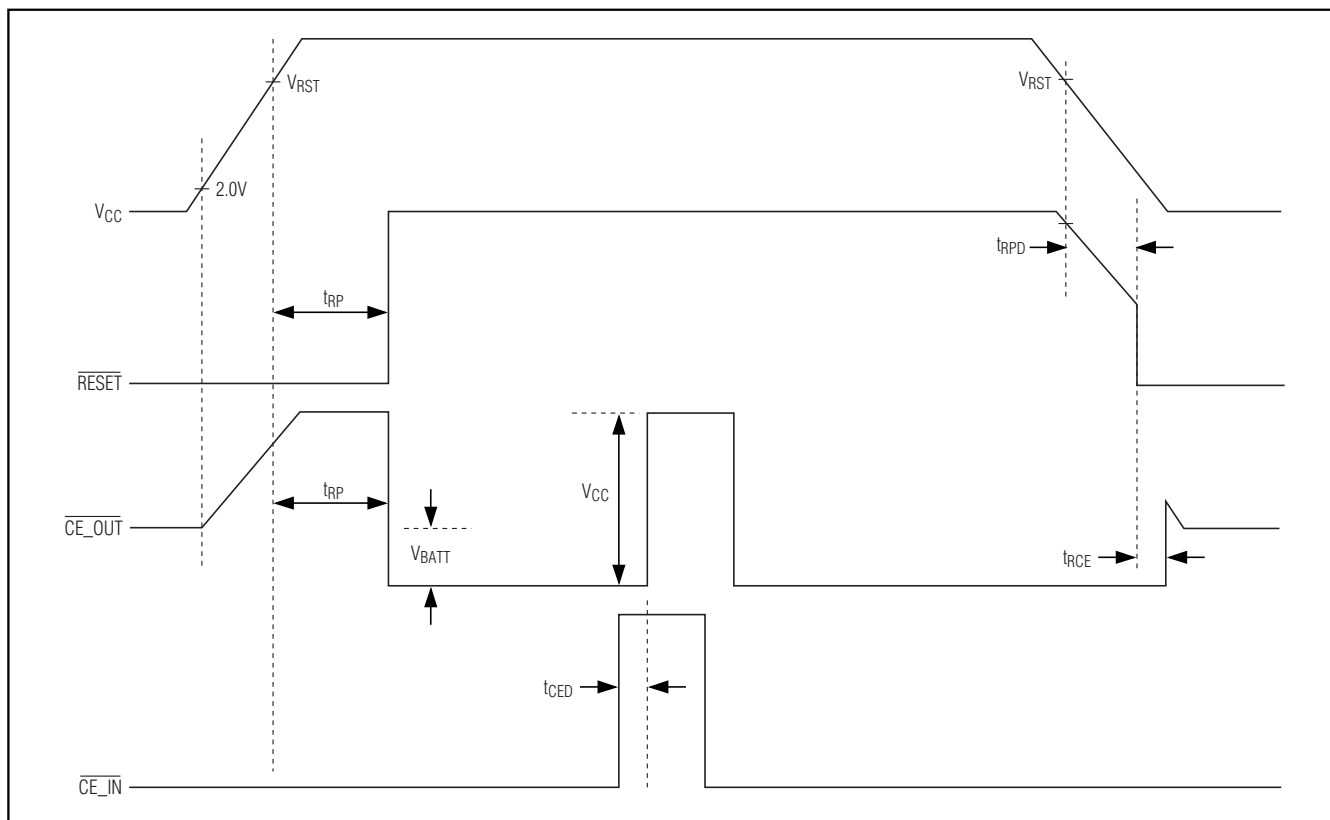 VRST
VRST
2.0V
VCC
tRPD
tRP
RESET
tRP
VCC
CE_OUT
VBATT
tRCE
tCED
CE_IN